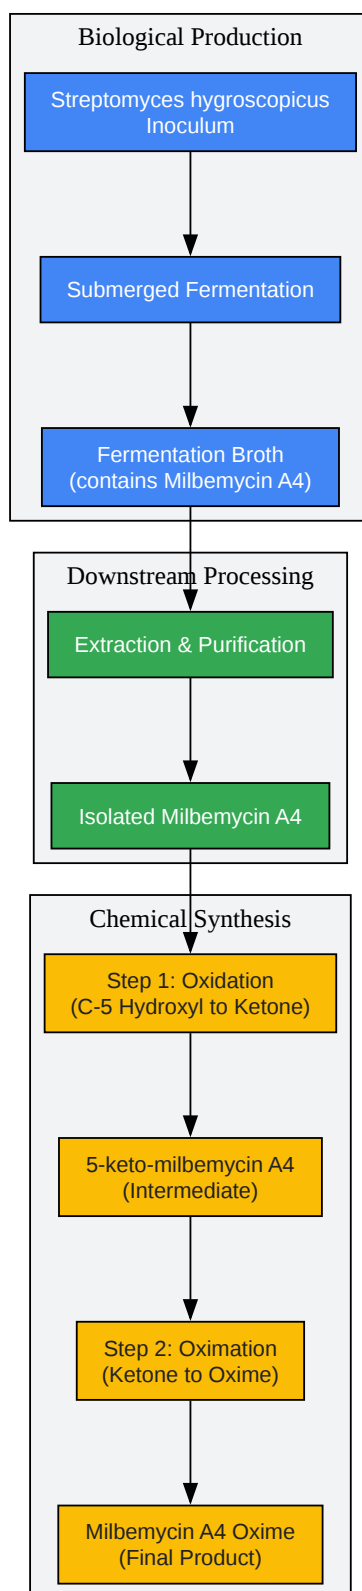 Biological Production
Streptomyces hygroscopicus
Inoculum
Submerged Fermentation
Fermentation Broth
(contains Milbemycin A4)
Downstream Processing
Extraction & Purification
Isolated Milbemycin A4
Chemical Synthesis
Step 1: Oxidation
(C-5 Hydroxyl to Ketone)
5-keto-milbemycin A4
(Intermediate)
Step 2: Oximation
(Ketone to Oxime)
Milbemycin A4 Oxime
(Final Product)